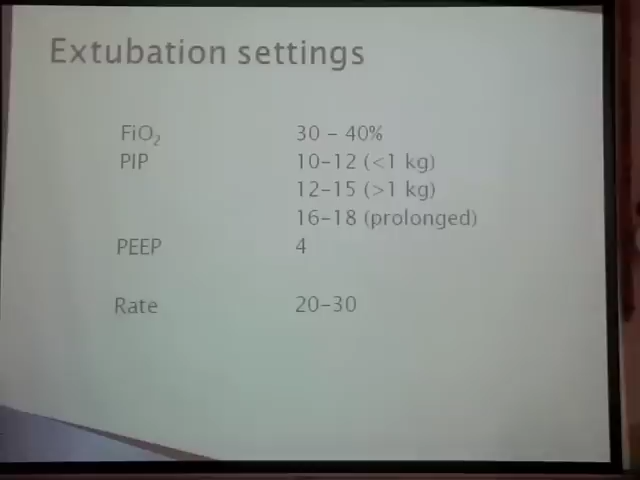 Extubation settings
FiO₂ 30 – 40%
PIP 10–12 (<1 kg)
12–15 (>1 kg)
16–18 (prolonged)
PEEP 4
Rate 20–30